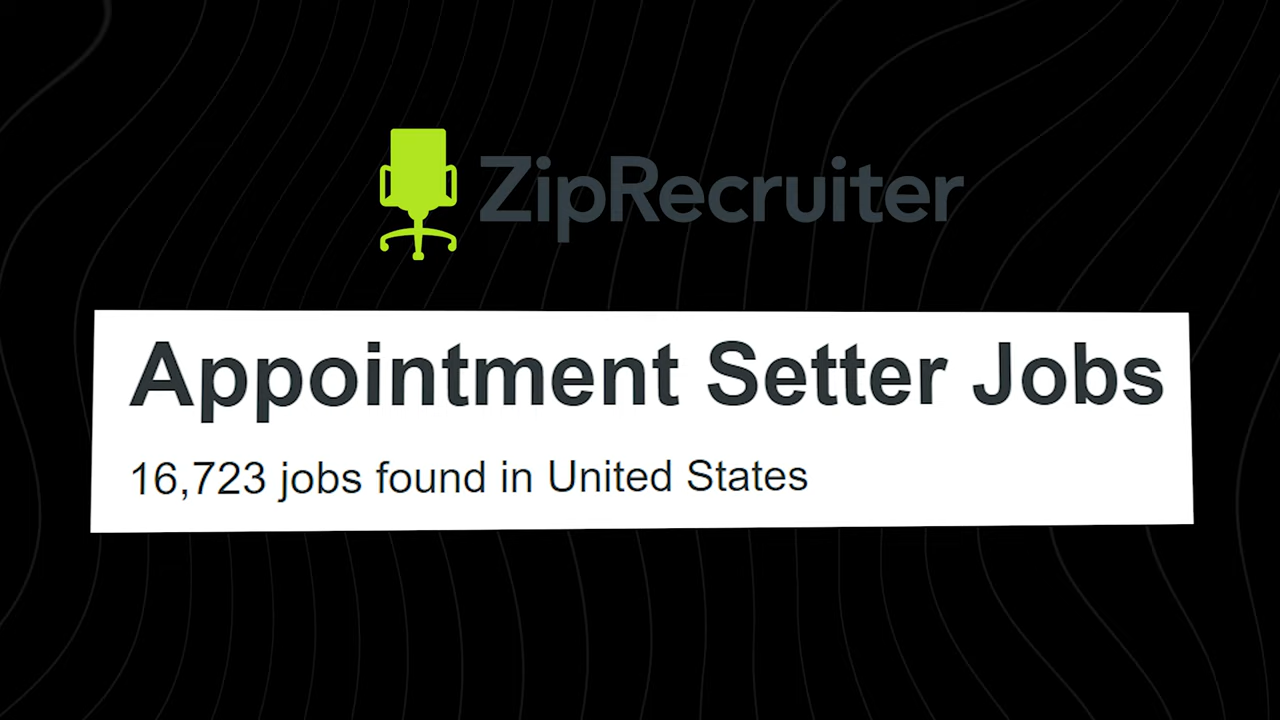 ZipRecruiter
Appointment Setter Jobs
16,723 jobs found in United States